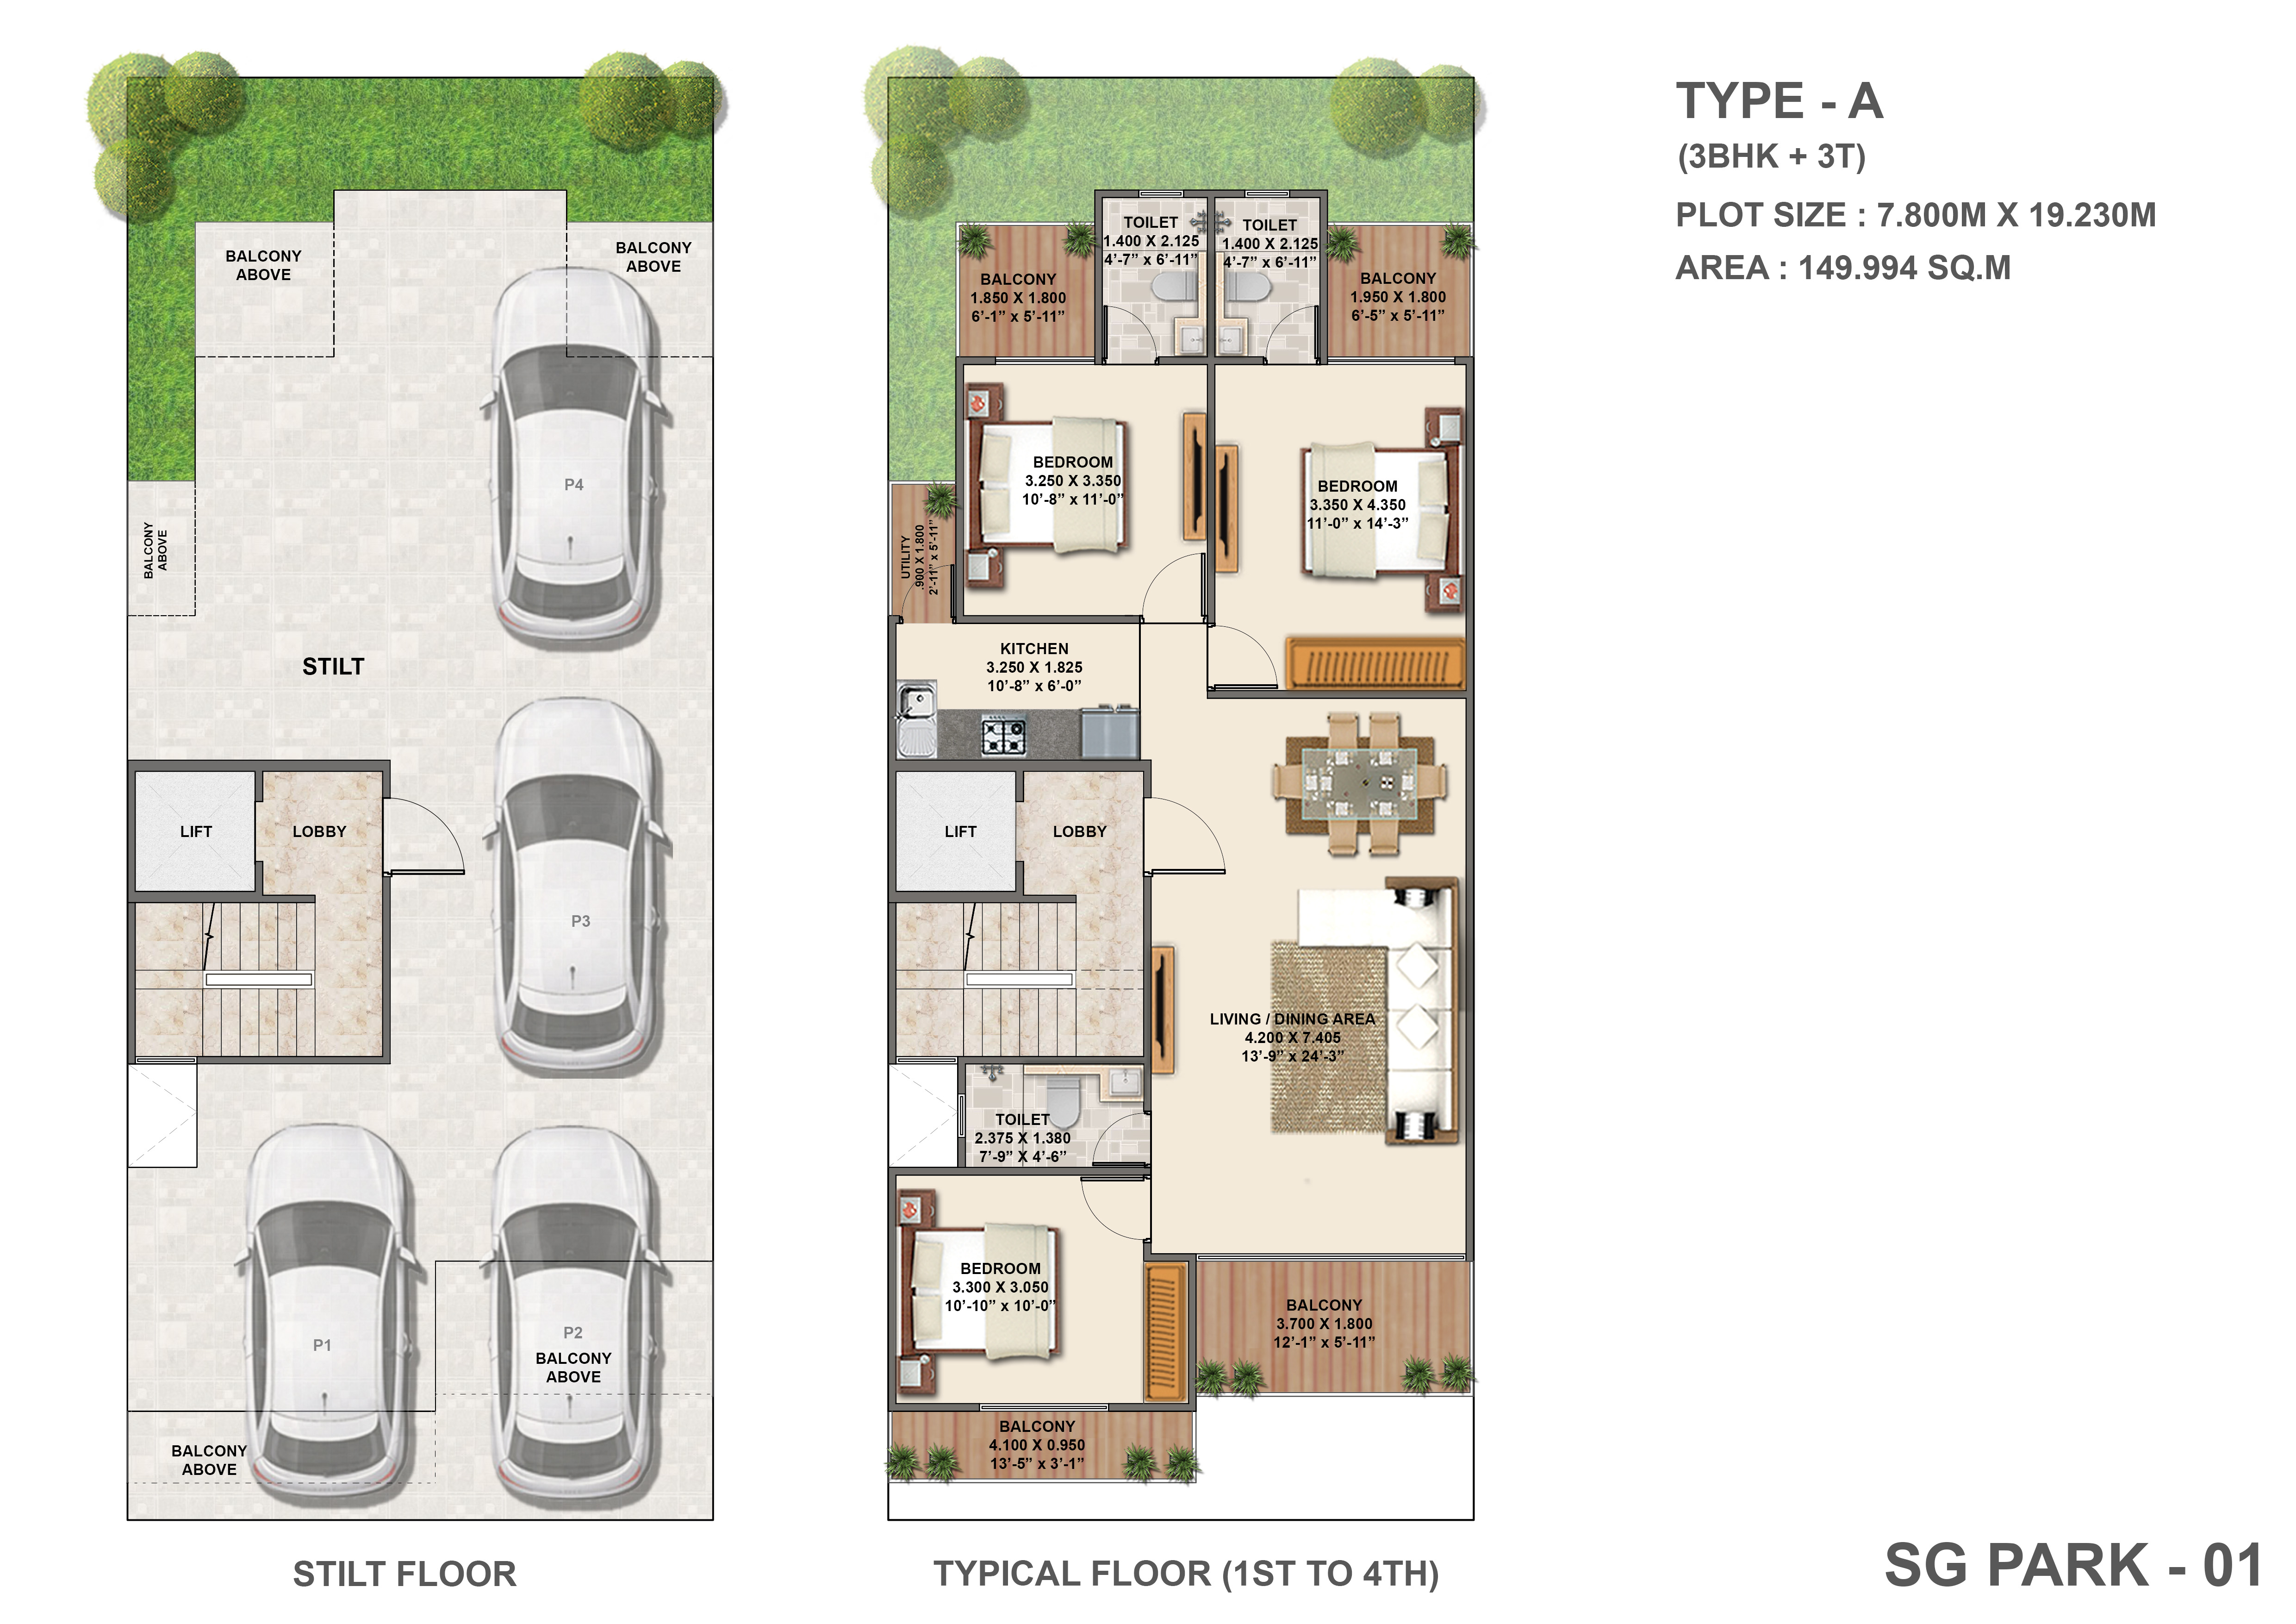 TYPE - A
(3BHK + 3T)
PLOT SIZE : 7.800M X 19.230M
AREA : 149.994 SQ.M
BALCONY
ABOVE
BALCONY
ABOVE
P4
BALCONY
ABOVE
STILT
LIFT
LOBBY
P3
P1
P2
BALCONY
ABOVE
BALCONY
ABOVE
STILT FLOOR
TOILET
1.400 X 2.125
4'-7” x 6'-11”
TOILET
1.400 X 2.125
4'-7” x 6'-11”
BALCONY
1.850 X 1.800
6'-1” x 5'-11”
BALCONY
1.950 X 1.800
6'-5” x 5'-11”
BEDROOM
3.250 X 3.350
10'-8” x 11'-0”
BEDROOM
3.350 X 4.350
11'-0” x 14'-3”
UTILITY
.900 X 1.800
2'-11” x 5'-11”
KITCHEN
3.250 X 1.825
10'-8” x 6'-0”
LIFT
LOBBY
LIVING / DINING AREA
4.200 X 7.405
13'-9” x 24'-3”
TOILET
2.375 X 1.380
7'-9” X 4'-6”
BEDROOM
3.300 X 3.050
10'-10” x 10'-0”
BALCONY
3.700 X 1.800
12'-1” x 5'-11”
BALCONY
4.100 X 0.950
13'-5” x 3'-1”
TYPICAL FLOOR (1ST TO 4TH)
SG PARK - 01